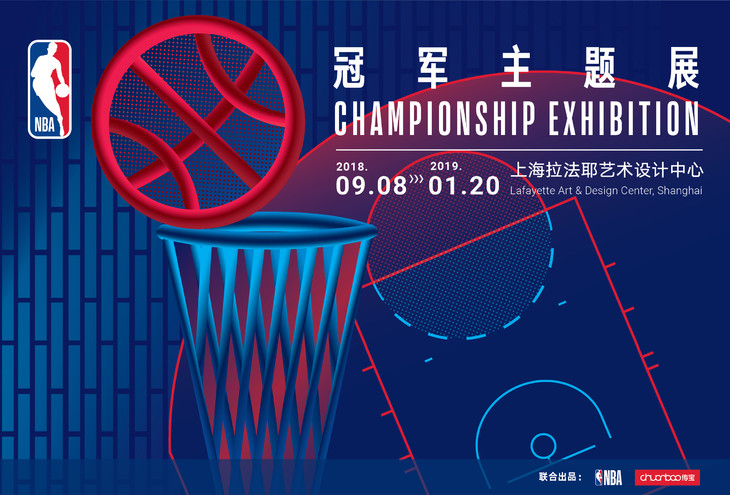 NBA
冠军主题展
CHAMPIONSHIP EXHIBITION
2018. 2019.
09.08 》 01.20
上海拉法耶艺术设计中心
Lafayette Art & Design Center, Shanghai
联合出品: NBA chuanboo传宝